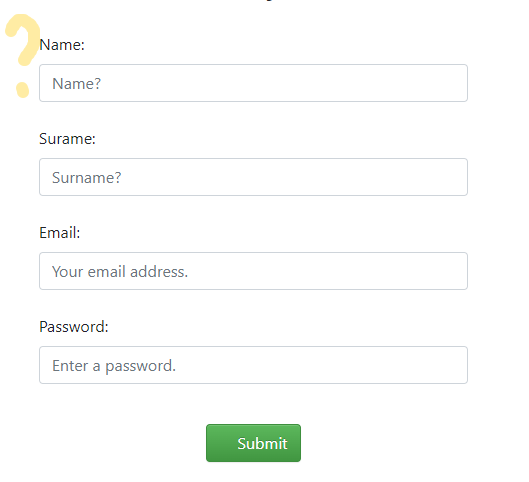 ?
Name:
Name?
Surame:
Surname?
Email:
Your email address.
Password:
Enter a password.
Submit